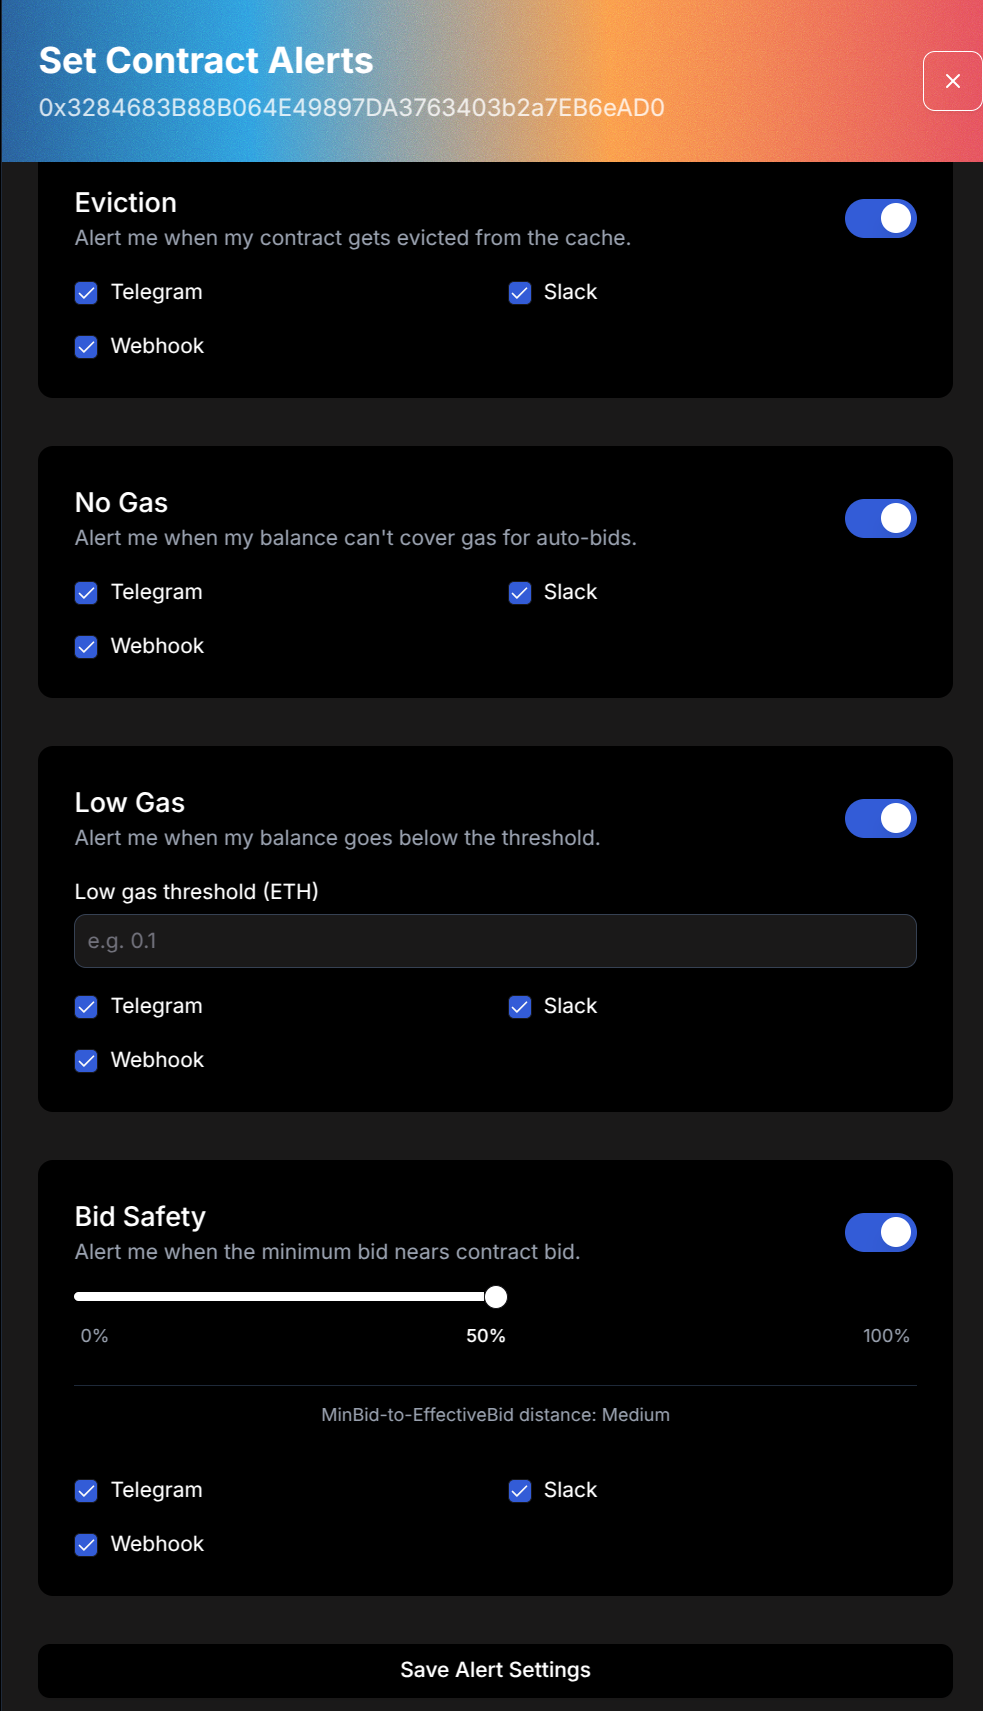 Set Contract Alerts
0x3284683B88B064E49897DA3763403b2a7EB6eAD0
Eviction
Alert me when my contract gets evicted from the cache.
Telegram
Slack
Webhook
No Gas
Alert me when my balance can't cover gas for auto-bids.
Telegram
Slack
Webhook
Low Gas
Alert me when my balance goes below the threshold.
Low gas threshold (ETH)
e.g. 0.1
Telegram
Slack
Webhook
Bid Safety
Alert me when the minimum bid nears contract bid.
0%
50%
100%
MinBid-to-EffectiveBid distance: Medium
Telegram
Slack
Webhook
Save Alert Settings